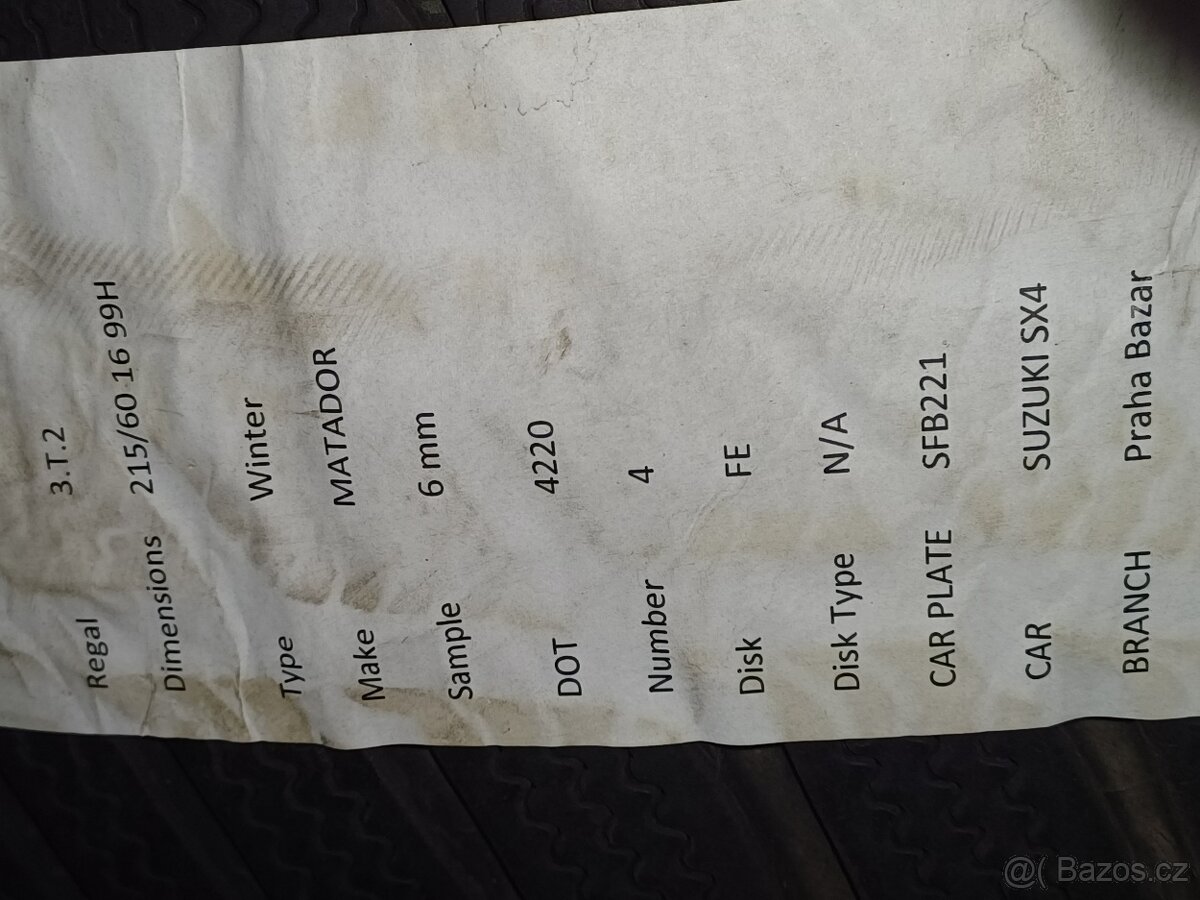 Regal 3.T.2
Dimensions 215/60 16 99H
Type Winter
Make MATADOR
Sample 6 mm
DOT 4220
Number 4
Disk FE
Disk Type N/A
CAR PLATE SFB221
CAR SUZUKI SX4
BRANCH Praha Bazar
@( Bazos.cz